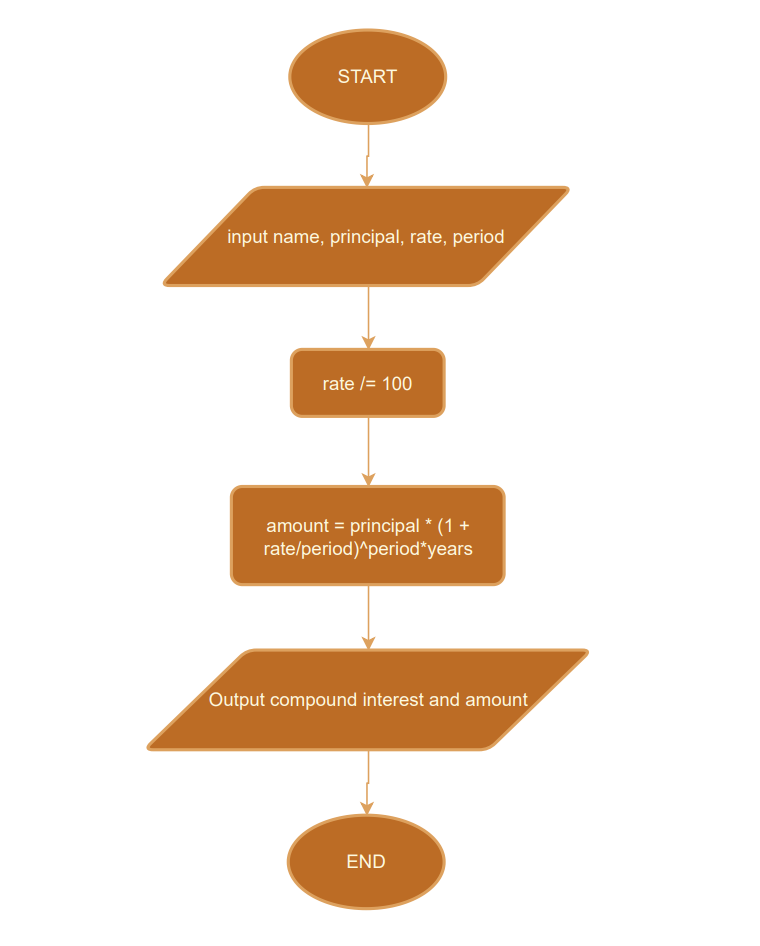 START
input name, principal, rate, period
rate /= 100
amount = principal * (1 +
rate/period)^period*years
Output compound interest and amount
END